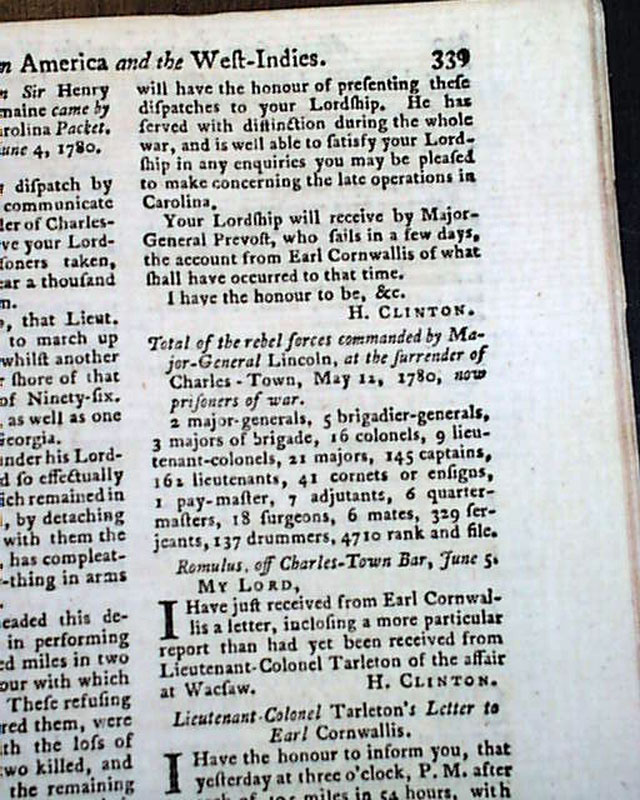 America and the Weſt-Indies. 339
Sir Henry
came by
Packet.
4, 1780.
diſpatch by
communicate
of Charles-
your Lord-
taken,
a thouſand
that Lieut.
to march up
whilſt another
ſhore of that
of Ninety-ſix.
as well as one
Georgia.
under his Lord-
ſo effectually
remained in
, by detaching
with them the
has compleat-
-thing in arms
this de-
in performing
miles in two
with which
Theſe refuſing
them, were
the loſs of
two killed, and
the remaining
will have the honour of preſenting theſe
diſpatches to your Lordſhip. He has
ſerved with diſtinction during the whole
war, and is well able to ſatisfy your Lord-
ſhip in any enquiries you may be pleaſed
to make concerning the late operations in
Carolina.
Your Lordſhip will receive by Major-
General Prevoſt, who ſails in a few days,
the account from Earl Cornwallis of what
ſhall have occurred to that time.
I have the honour to be, &c.
H. CLINTON.
Total of the rebel forces commanded by Ma-
jor-General Lincoln, at the ſurrender of
Charles-Town, May 12, 1780, now
priſoners of war.
2 major-generals, 5 brigadier-generals,
3 majors of brigade, 16 colonels, 9 lieu-
tenant-colonels, 21 majors, 145 captains,
162 lieutenants, 41 cornets or enſigns,
1 pay-maſter, 7 adjutants, 6 quarter-
maſters, 18 ſurgeons, 6 mates, 329 ſer-
jeants, 137 drummers, 4710 rank and file.
Romulus, off Charles-Town Bar, June 5.
MY LORD,
I Have juſt received from Earl Cornwal-
lis a letter, incloſing a more particular
report than had yet been received from
Lieutenant-Colonel Tarleton of the affair
at Wacſaw. H. CLINTON.
Lieutenant-Colonel Tarleton's Letter to
Earl Cornwallis.
I Have the honour to inform you, that
yeſterday at three o'clock, P. M. after
of 105 miles in 54 hours, with